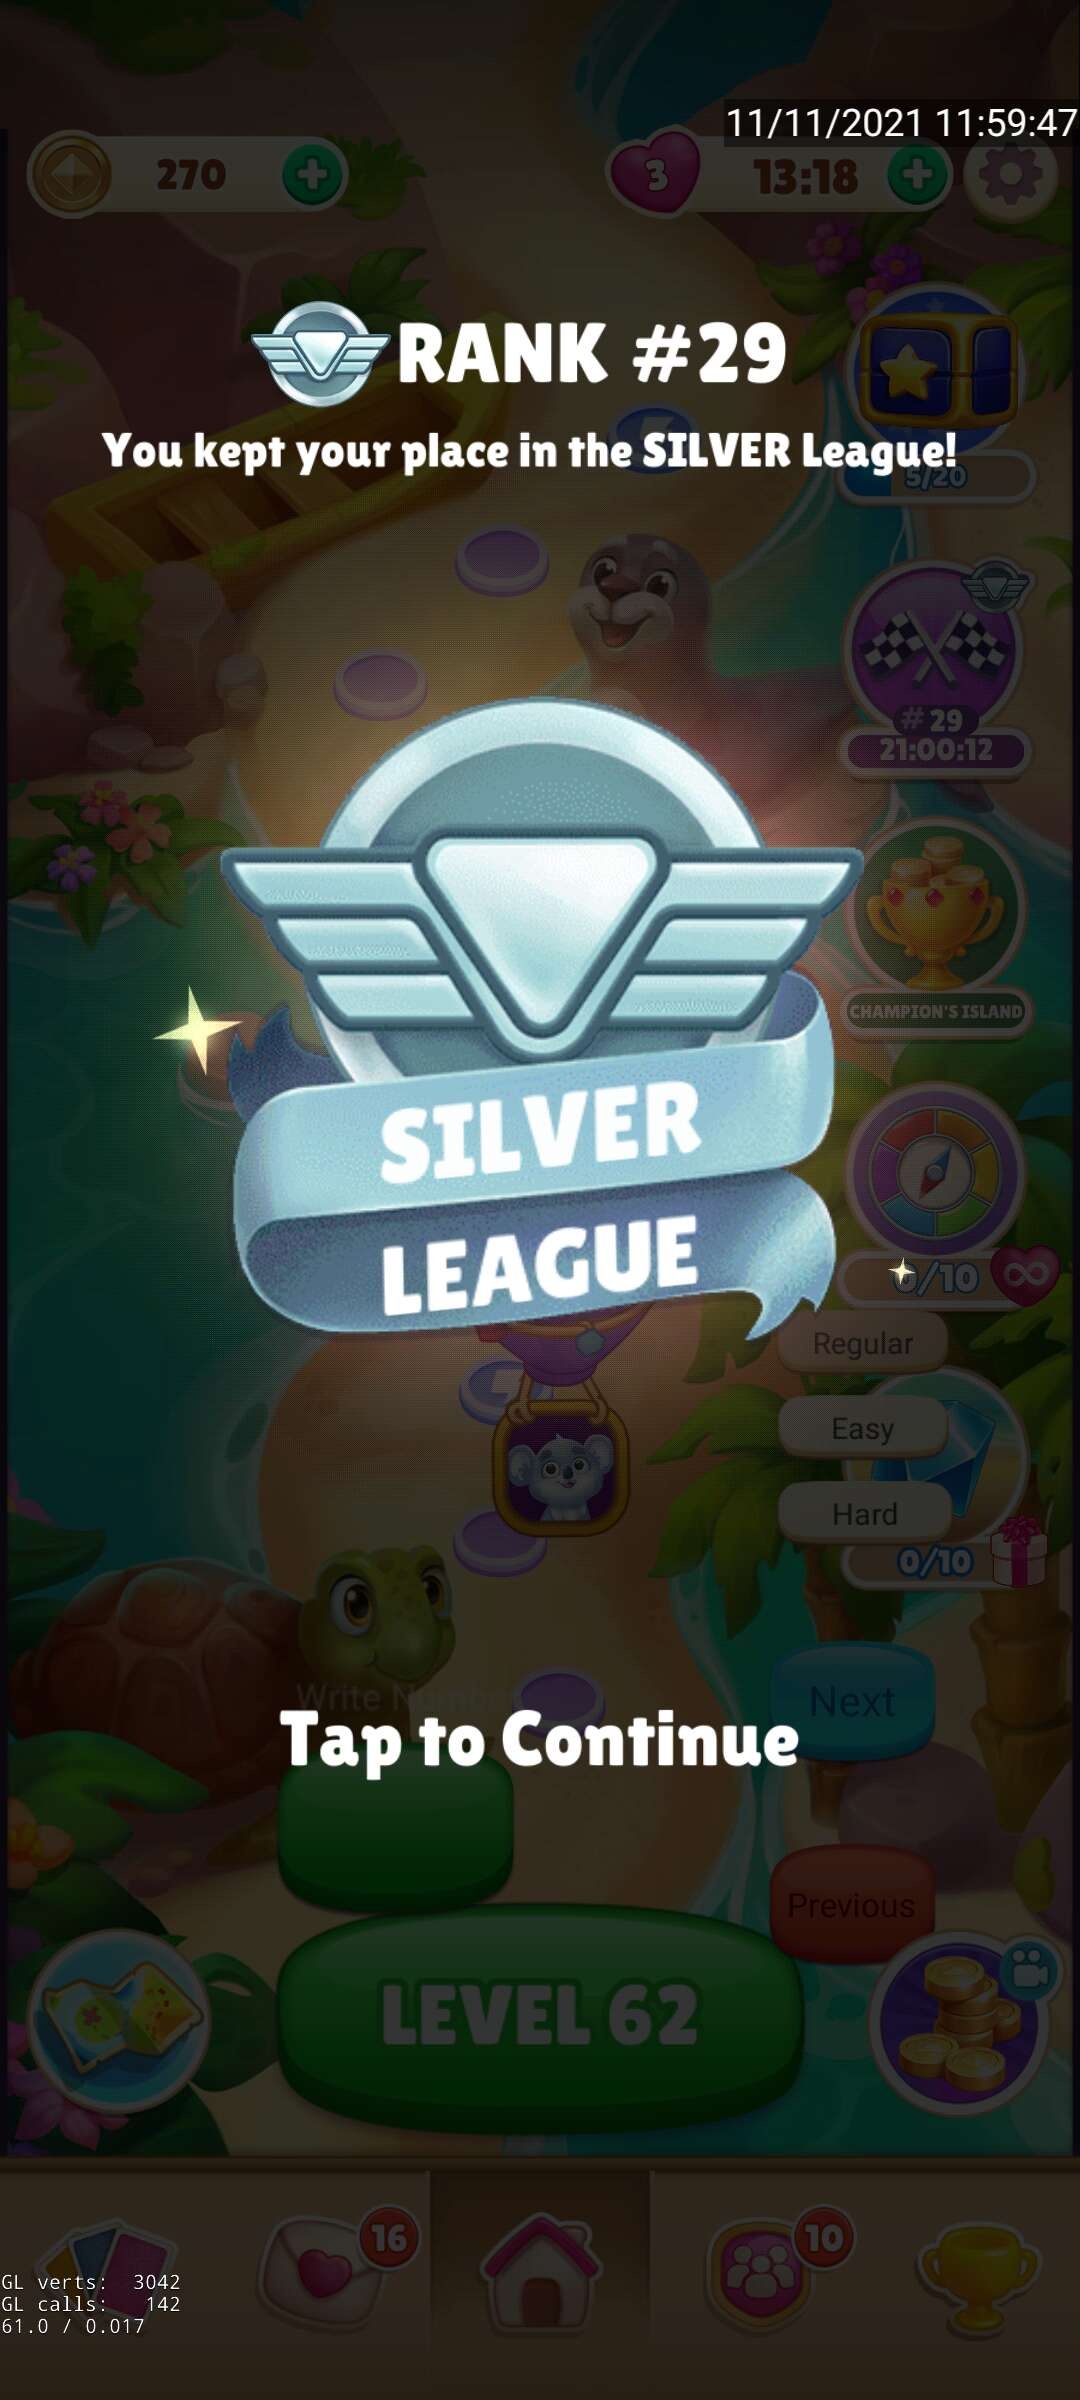 11/11/2021 11:59:47
270
3
13:18
RANK #29
You kept your place in the SILVER League!
5/20
#29
21:00:12
CHAMPION'S ISLAND
SILVER
LEAGUE
0/10
Regular
Easy
Hard
0/10
Write Number
Next
Tap to Continue
Previous
LEVEL 62
16
10
GL verts: 3042
GL calls: 142
61.0 / 0.017